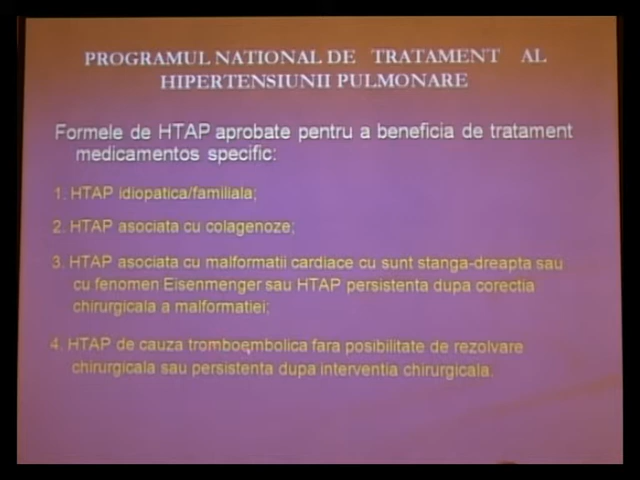 PROGRAMUL NATIONAL DE TRATAMENT AL
HIPERTENSIUNII PULMONARE
Formele de HTAP aprobate pentru a beneficia de tratament
medicamentos specific:
1. HTAP idiopatica/familiala;
2. HTAP asociata cu colagenoze;
3. HTAP asociata cu malformatii cardiace cu sunt stanga-dreapta sau
cu fenomen Eisenmenger sau HTAP persistenta dupa corectia
chirurgicala a malformatiei;
4. HTAP de cauza tromboembolica fara posibilitate de rezolvare
chirurgicala sau persistenta dupa interventia chirurgicala.